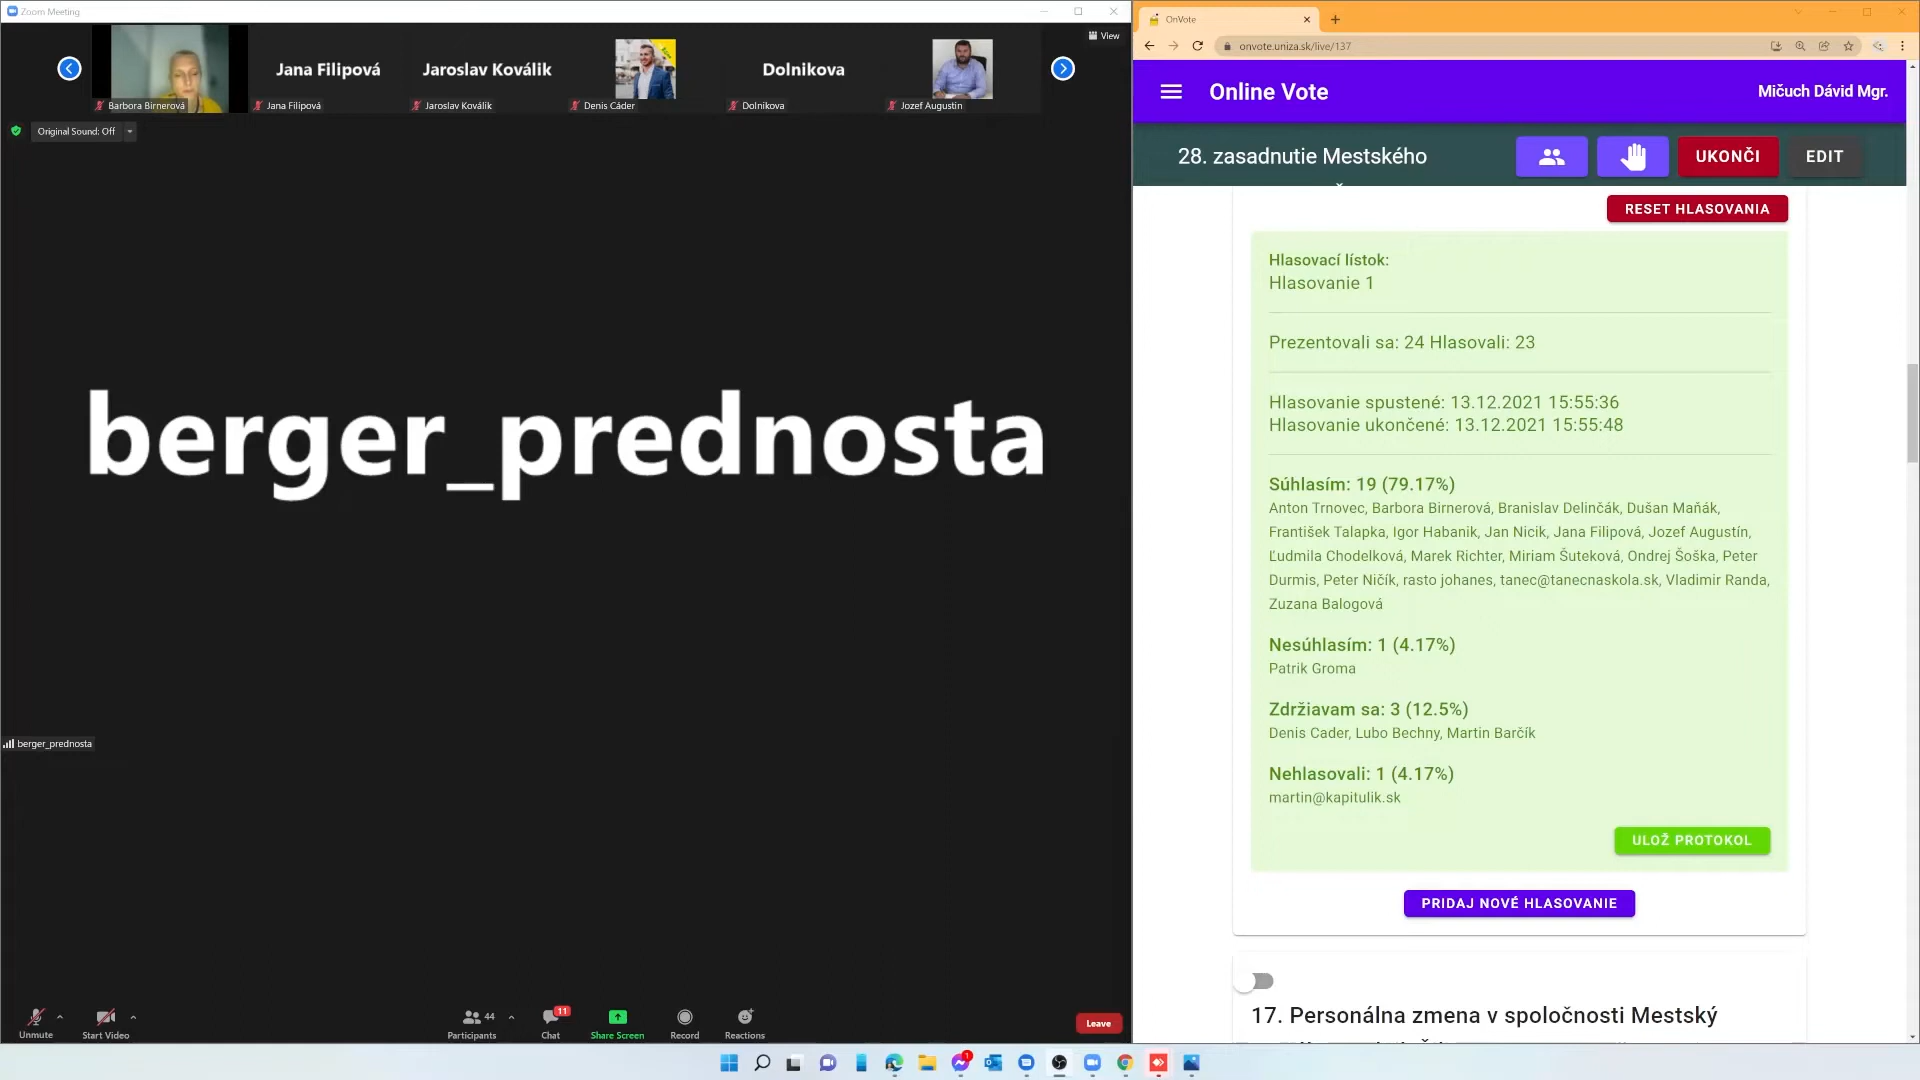 Zoom Meeting
View
Jana Filipová
Jaroslav Koválik
Dolnikova
Barbora Birnerová
Jana Filipová
Jaroslav Koválik
Denis Cáder
Dolnikova
Jozef Augustin
Original Sound: Off
berger_prednosta
berger_prednosta
Unmute
Start Video
44
Participants
11
Chat
Share Screen
Record
Reactions
Leave
OnVote
onvote.uniza.sk/live/137
Online Vote
Mičuch Dávid Mgr.
28. zasadnutie Mestského
UKONČI
EDIT
RESET HLASOVANIA
Hlasovací lístok:
Hlasovanie 1
Prezentovali sa: 24 Hlasovali: 23
Hlasovanie spustené: 13.12.2021 15:55:36
Hlasovanie ukončené: 13.12.2021 15:55:48
Súhlasím: 19 (79.17%)
Anton Trnovec, Barbora Birnerová, Branislav Delinčák, Dušan Maňák,
František Talapka, Igor Habanik, Jan Nicik, Jana Filipová, Jozef Augustín,
Ľudmila Chodelková, Marek Richter, Miriam Šuteková, Ondrej Šoška, Peter
Durmis, Peter Ničík, rasto johanes, tanec@tanecnaskola.sk, Vladimir Randa,
Zuzana Balogová
Nesúhlasím: 1 (4.17%)
Patrik Groma
Zdržiavam sa: 3 (12.5%)
Denis Cader, Lubo Bechny, Martin Barčík
Nehlasovali: 1 (4.17%)
martin@kapitulik.sk
ULOŽ PROTOKOL
PRIDAJ NOVÉ HLASOVANIE
17. Personálna zmena v spoločnosti Mestský
1